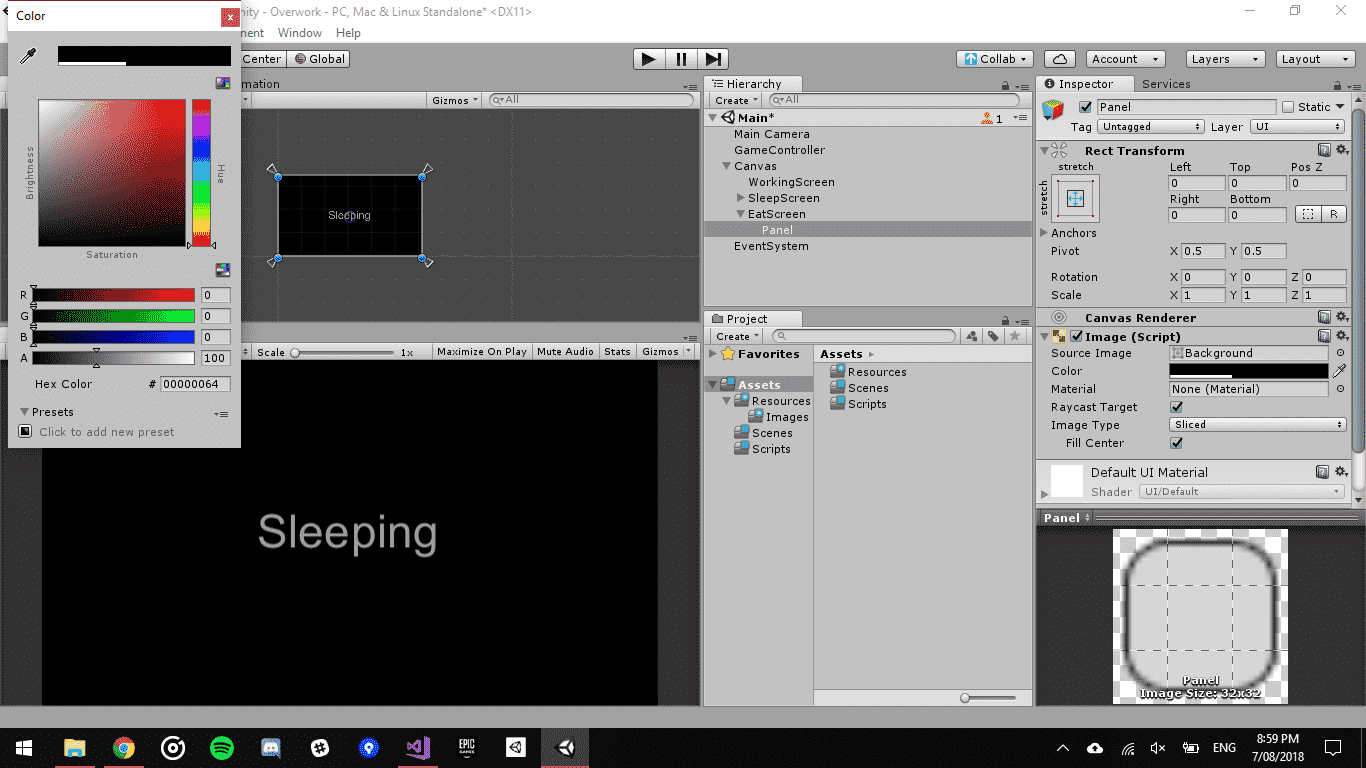 Color
nity - Overwork - PC, Mac & Linux Standalone* <DX11>
nent Window Help
Center Global
Collab
Account
Layers
Layout
mation
Gizmos
All
Brightness
Hue
Saturation
R 0
G 0
B 0
A 100
Hex Color # 00000064
Presets
Click to add new preset
Sleeping
Scale 1x Maximize On Play Mute Audio Stats Gizmos
Sleeping
Hierarchy
Create All
Main* 1
Main Camera
GameController
Canvas
WorkingScreen
SleepScreen
EatScreen
Panel
EventSystem
Project
Create
Favorites
Assets
Resources
Images
Scenes
Scripts
Assets
Resources
Scenes
Scripts
Inspector Services
Panel Static
Tag Untagged Layer UI
Rect Transform
stretch
stretch
Left Top Pos Z
0 0 0
Right Bottom
0 0 R
Anchors
Pivot X 0.5 Y 0.5
Rotation X 0 Y 0 Z 0
Scale X 1 Y 1 Z 1
Canvas Renderer
Image (Script)
Source Image Background
Color
Material None (Material)
Raycast Target
Image Type Sliced
Fill Center
Default UI Material
Shader UI/Default
Panel
Panel
Image Size: 32x32
EPIC GAMES
ENG
8:59 PM
7/08/2018